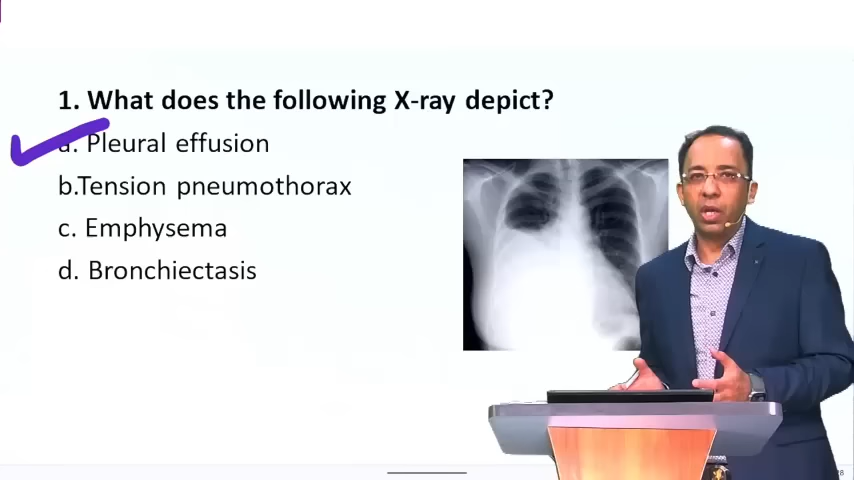 1. What does the following X-ray depict?
a. Pleural effusion
b.Tension pneumothorax
c. Emphysema
d. Bronchiectasis